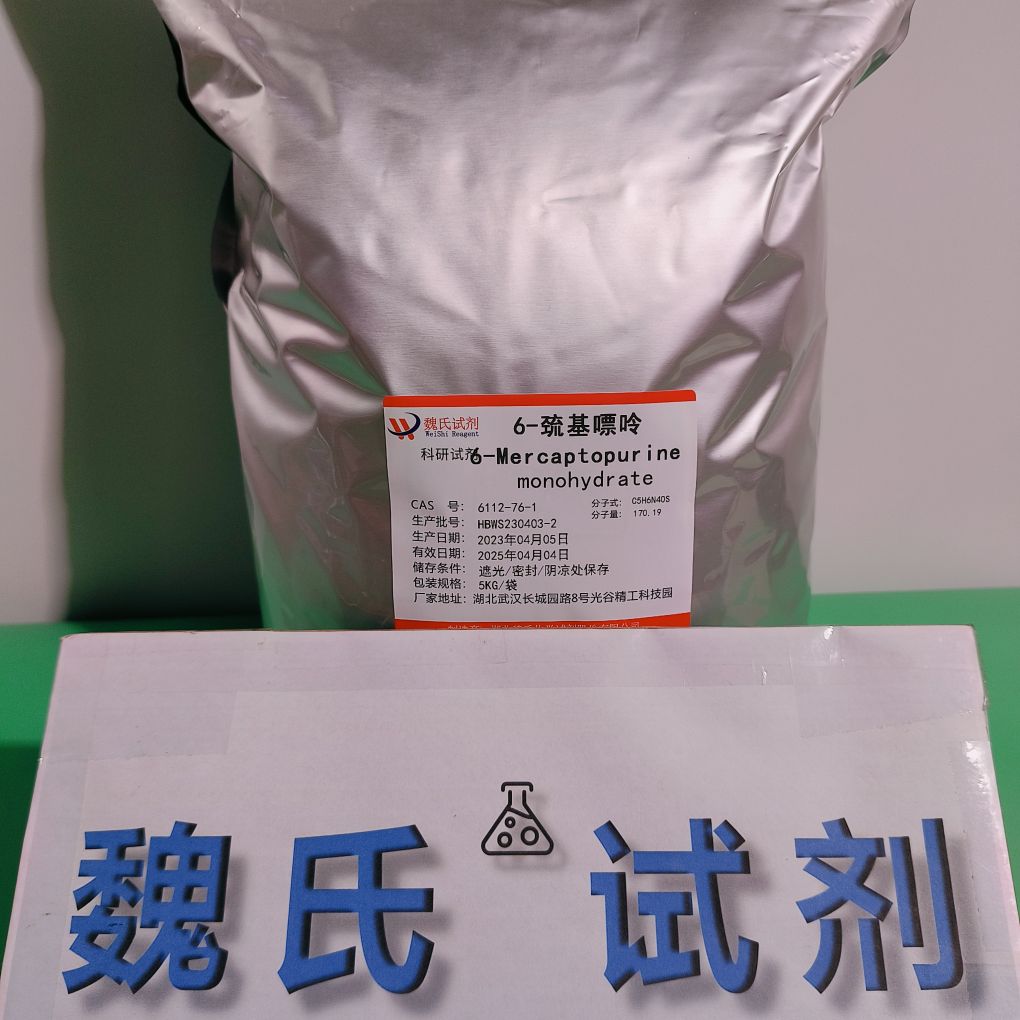 魏氏试剂
WeiShi Reagent
6-巯基嘌呤
科研试剂
6-Mercaptopurine
monohydrate
CAS 号: 6112-76-1
分子式: C5H6N4OS
生产批号: HBWS230403-2
分子量: 170.19
生产日期: 2023年04月05日
有效日期: 2025年04月04日
储存条件: 遮光/密封/阴凉处保存
包装规格: 5KG/袋
厂家地址: 湖北武汉长城园路8号光谷精工科技园
魏氏 试剂